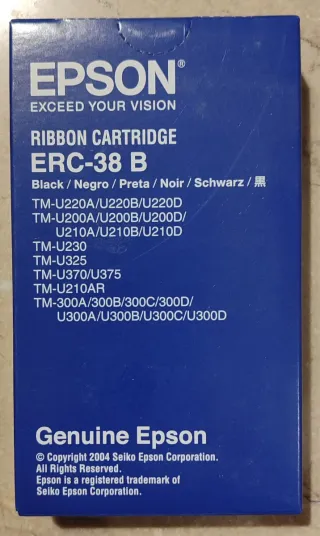 EPSON®
EXCEED YOUR VISION
RIBBON CARTRIDGE
ERC-38 B
Black / Negro / Preta / Noir / Schwarz / 黒
TM-U220A/U220B/U220D
TM-U200A/U200B/U200D/
U210A/U210B/U210D
TM-U230
TM-U325
TM-U370/U375
TM-U210AR
TM-300A/300B/300C/300D/
U300A/U300B/U300C/U300D
Genuine Epson
© Copyright 2004 Seiko Epson Corporation.
All Rights Reserved.
Epson is a registered trademark of
Seiko Epson Corporation.